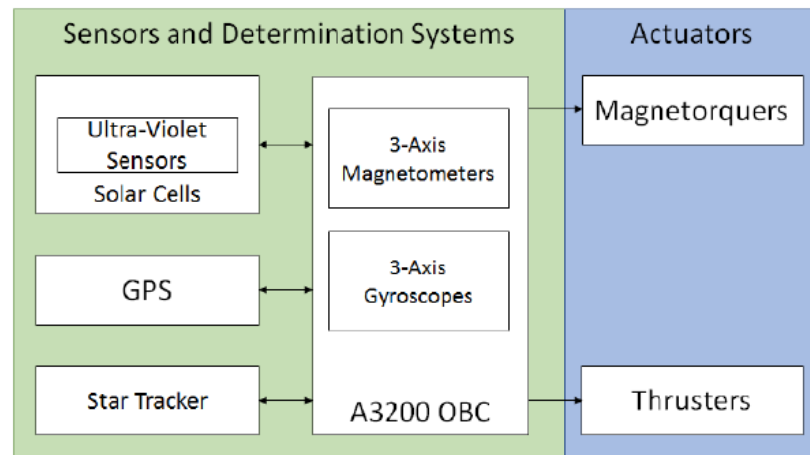 Sensors and Determination Systems
Actuators
Ultra-Violet
Sensors
Solar Cells
3-Axis
Magnetometers
Magnetorquers
GPS
3-Axis
Gyroscopes
Star Tracker
A3200 OBC
Thrusters